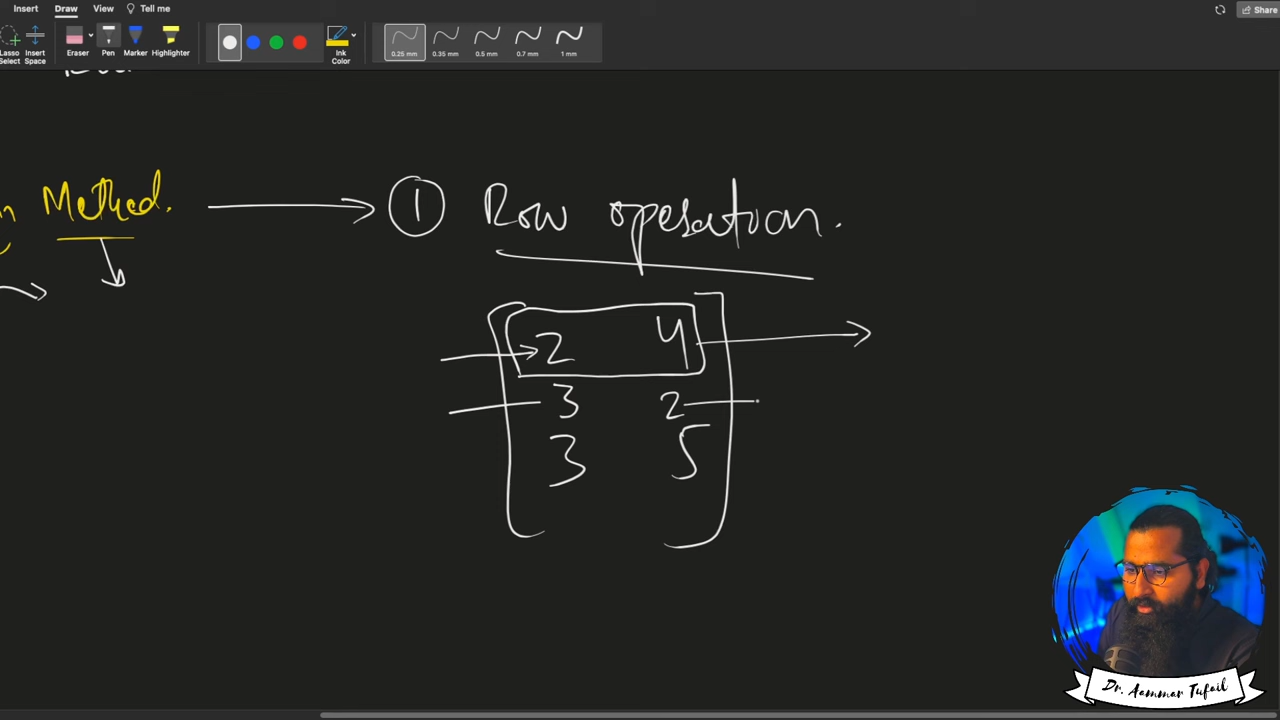 Insert Draw View Tell me
Share
Lasso Select
Insert Space
Eraser
Pen
Marker
Highlighter
Ink Color
0.25 mm
0.35 mm
0.5 mm
0.7 mm
1 mm
n Method.
1 Row operation.
2 4
3 2
3 5
Dr. Aammar Tufail